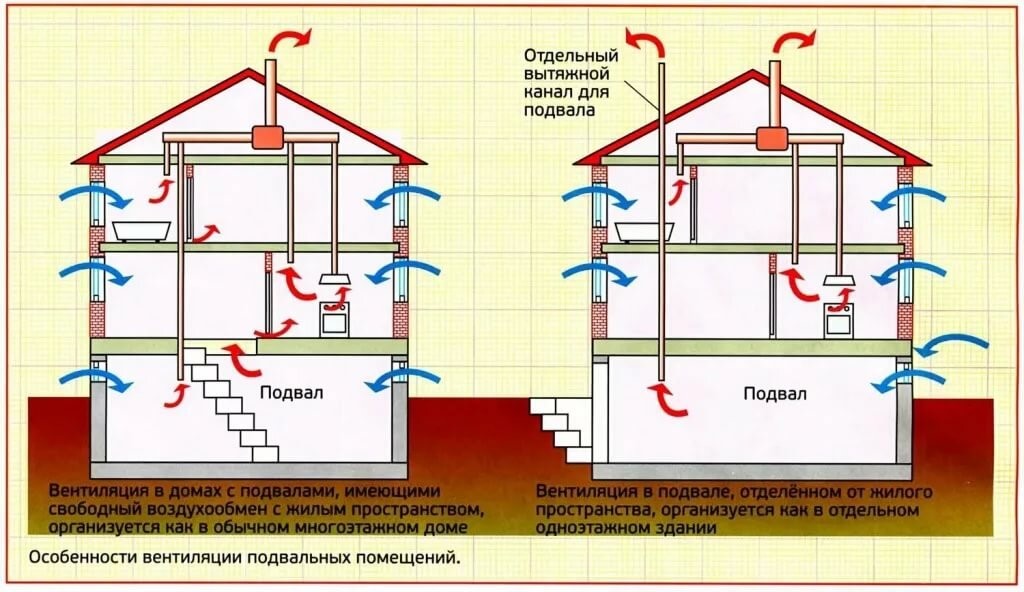 Отдельный
вытяжной
канал для
подвала
Подвал
Подвал
Вентиляция в домах с подвалами, имеющими
свободный воздухообмен с жилым пространством,
организуется как в обычном многоэтажном доме
Вентиляция в подвале, отделённом от жилого
пространства, организуется как в отдельном
одноэтажном здании
Особенности вентиляции подвальных помещений.